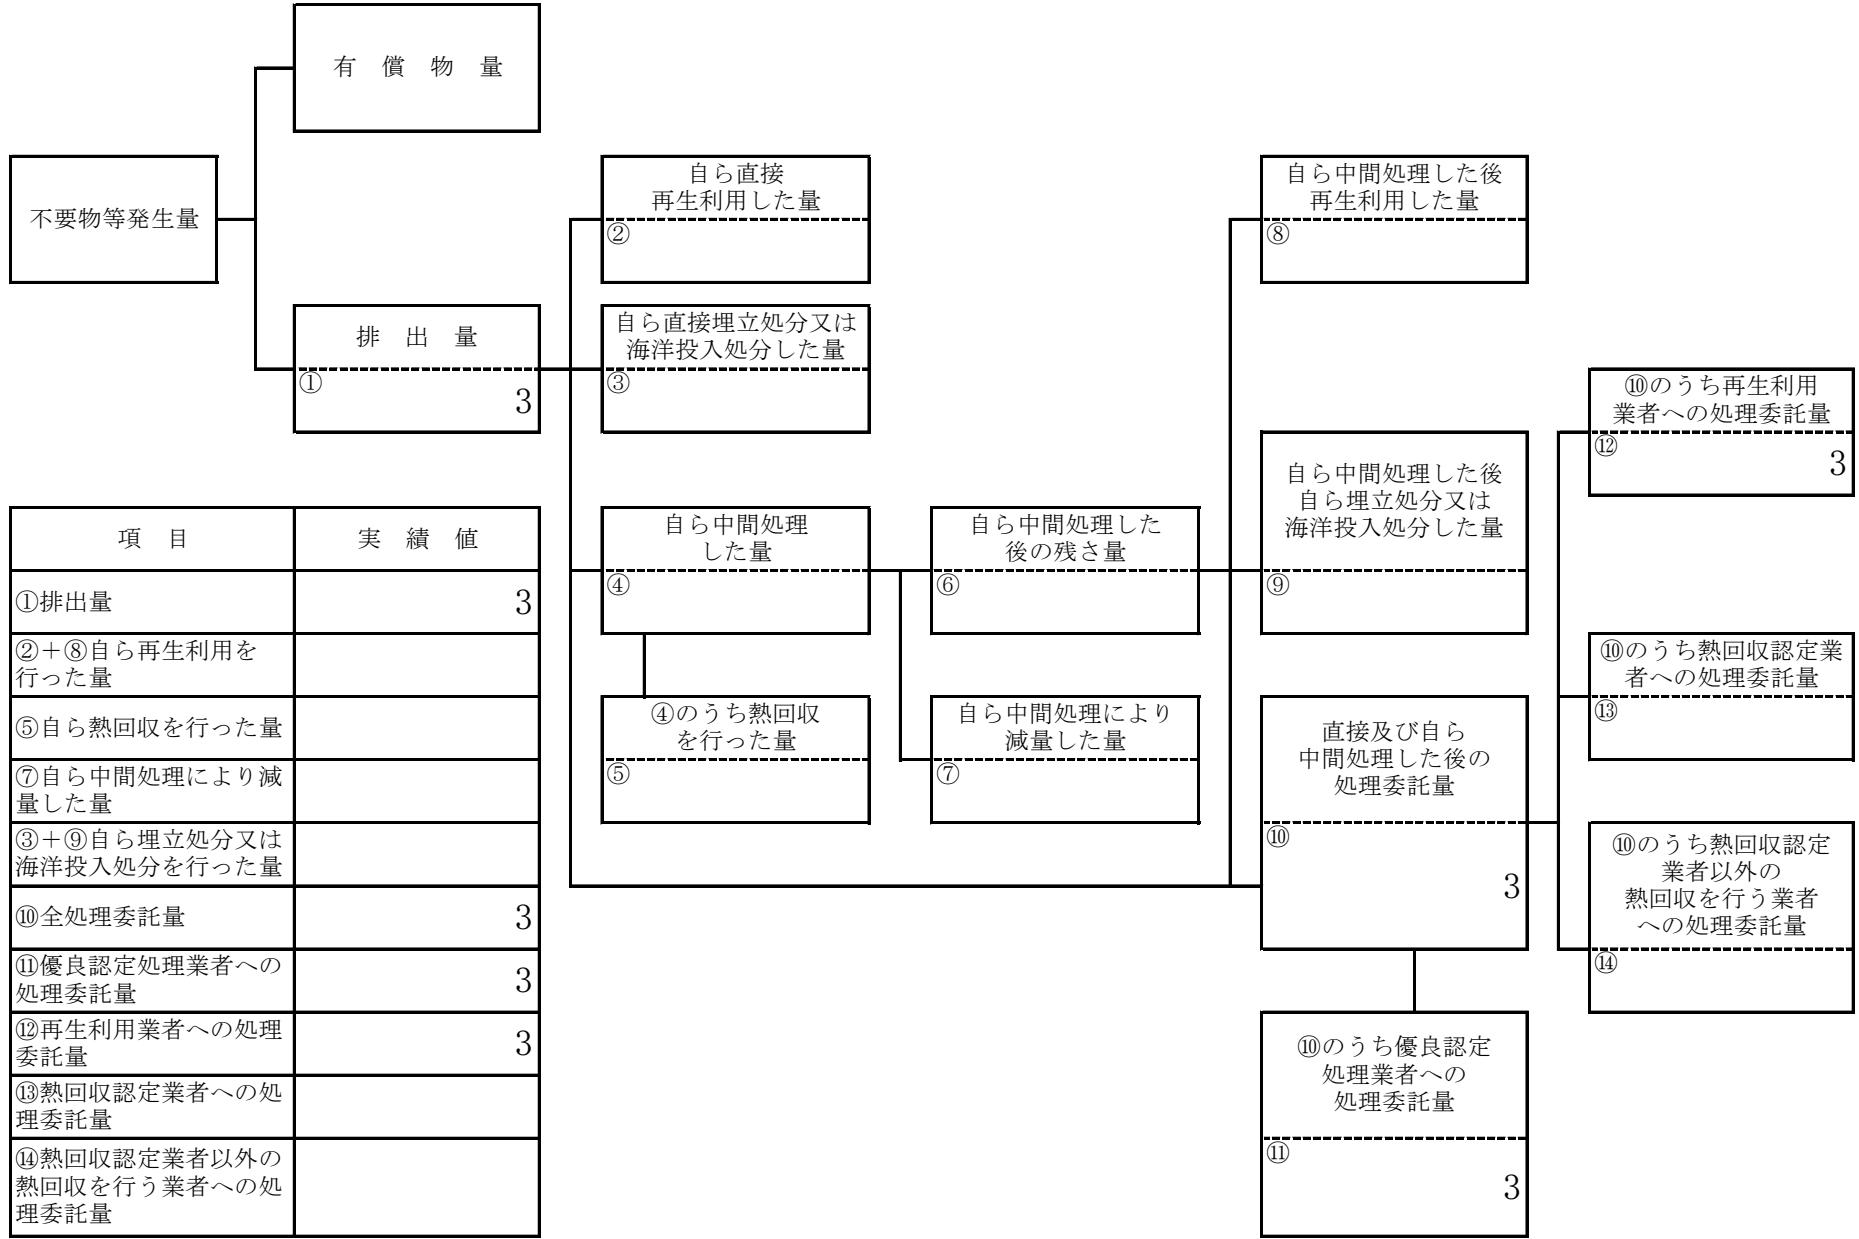 有　償　物　量
不要物等発生量
自ら直接
再生利用した量
②
自ら中間処理した後
再生利用した量
⑧
排　出　量
①
3
自ら直接埋立処分又は
海洋投入処分した量
③
⑩のうち再生利用
業者への処理委託量
⑫
3
自ら中間処理した後
自ら埋立処分又は
海洋投入処分した量
⑨
自ら中間処理
した量
④
自ら中間処理した
後の残さ量
⑥
④のうち熱回収
を行った量
⑤
自ら中間処理により
減量した量
⑦
⑩のうち熱回収認定業
者への処理委託量
⑬
直接及び自ら
中間処理した後の
処理委託量
⑩
3
⑩のうち熱回収認定
業者以外の
熱回収を行う業者
への処理委託量
⑭
⑩のうち優良認定
処理業者への
処理委託量
⑪
3
項　目
実　績　値
①排出量
3
②＋⑧自ら再生利用を
行った量
⑤自ら熱回収を行った量
⑦自ら中間処理により減
量した量
③＋⑨自ら埋立処分又は
海洋投入処分を行った量
⑩全処理委託量
3
⑪優良認定処理業者への
処理委託量
3
⑫再生利用業者への処理
委託量
3
⑬熱回収認定業者への処
理委託量
⑭熱回収認定業者以外の
熱回収を行う業者への処
理委託量